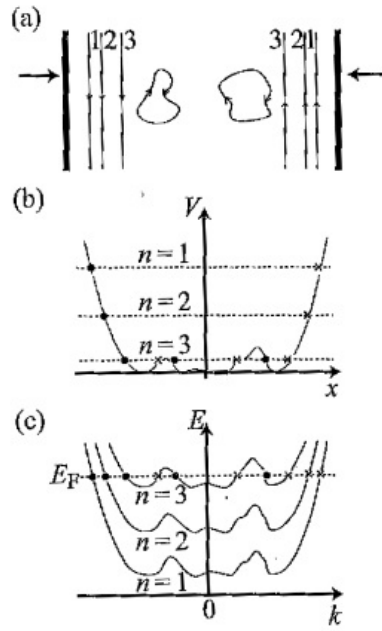 (a)
1 2 3
3 2 1
(b)
V
n = 1
n = 2
n = 3
x
(c)
E
E_F
n = 3
n = 2
n = 1
0
k